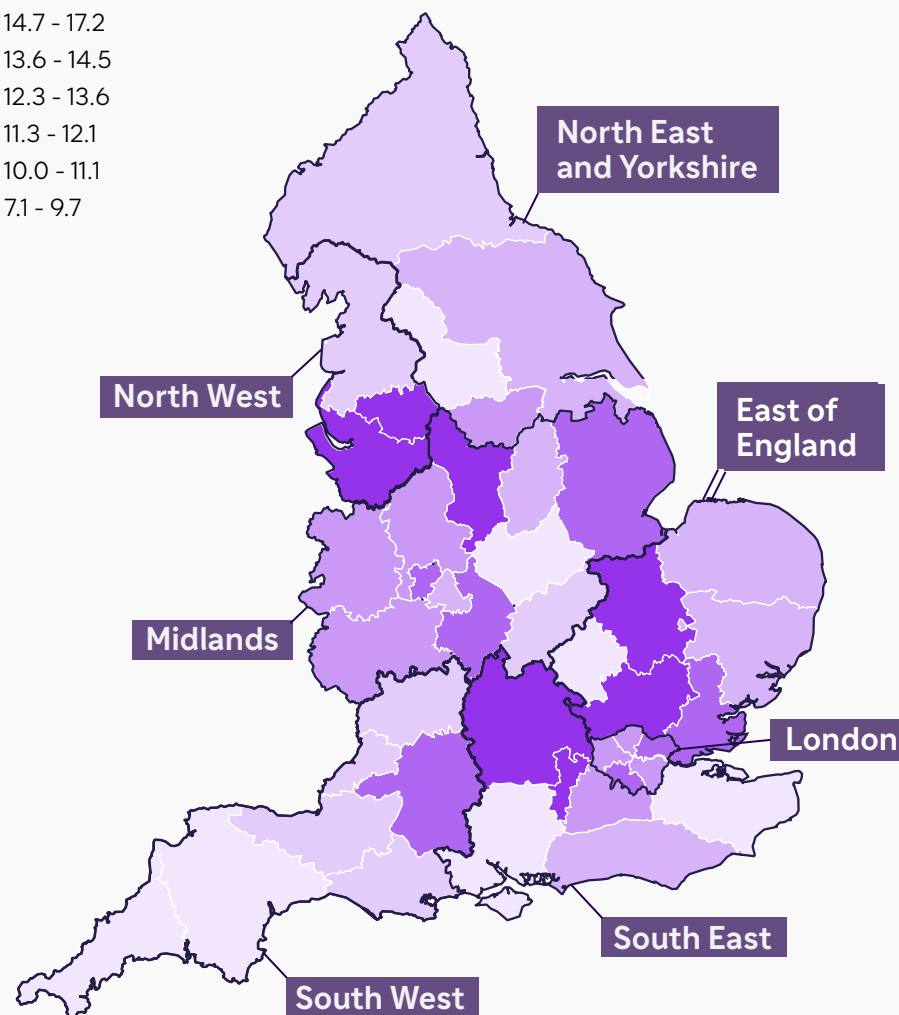 14.7 - 17.2
13.6 - 14.5
12.3 - 13.6
11.3 - 12.1
10.0 - 11.1
7.1 - 9.7
North East
and Yorkshire
North West
East of
England
Midlands
London
South East
South West